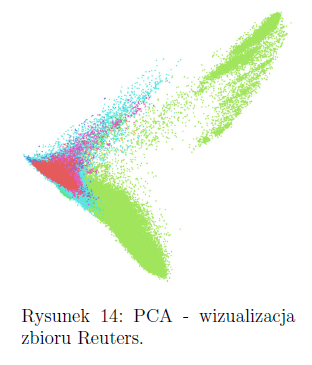 Rysunek 14: PCA - wizualizacja
zbioru Reuters.